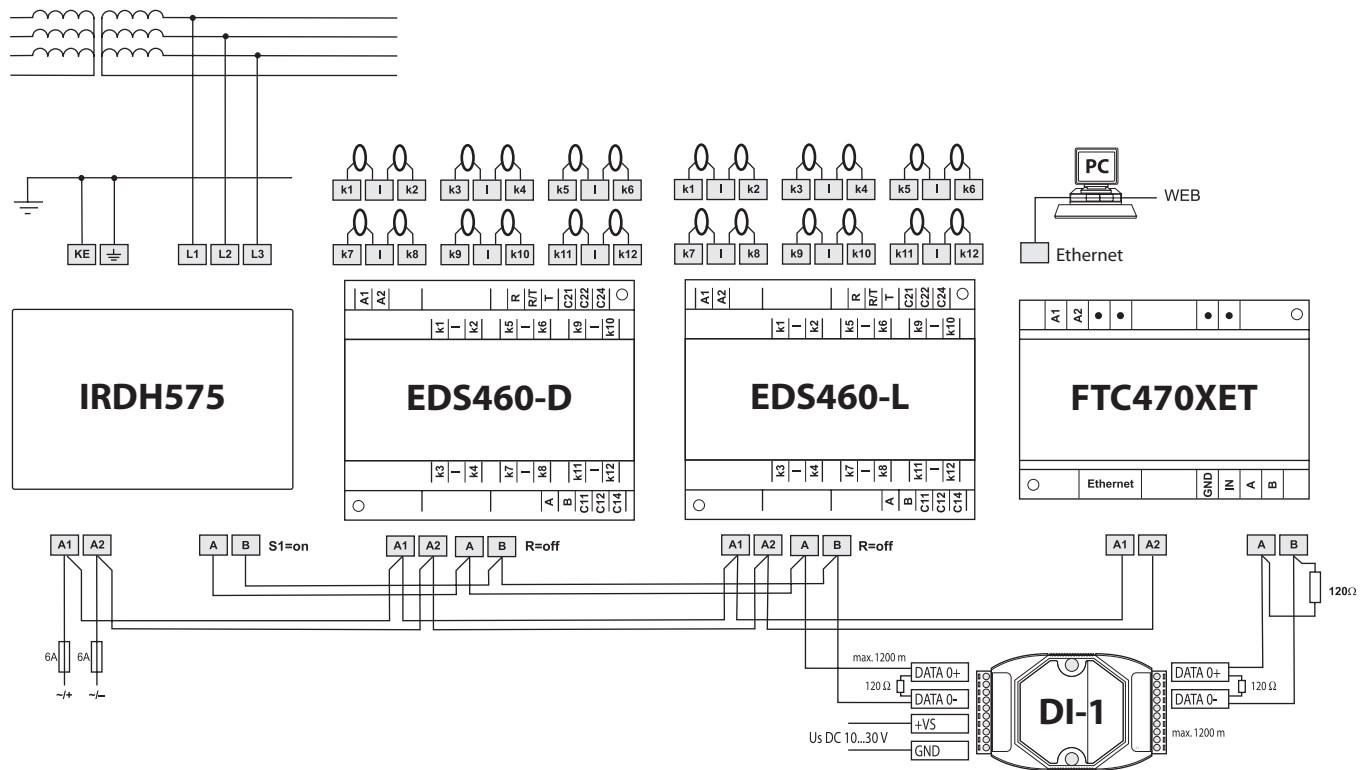 k1 I k2 k3 I k4 k5 I k6
k1 I k2 k3 I k4 k5 I k6
PC
WEB
k7 I k8 k9 I k10 k11 I k12
k7 I k8 k9 I k10 k11 I k12
KE L1 L2 L3
Ethernet
A1 A2 R R/T T C21 C22 C24
A1 A2 R R/T T C21 C22 C24
A1 A2
k1 I k2 k5 I k6 k9 I k10
k1 I k2 k5 I k6 k9 I k10
IRDH575
EDS460-D
EDS460-L
FTC470XET
k3 I k4 k7 I k8 k11 I k12
k3 I k4 k7 I k8 k11 I k12
A B C11 C12 C14
A B C11 C12 C14
Ethernet GND IN A B
A1 A2 A B S1=on
A1 A2 A B R=off
A1 A2 A B R=off
A1 A2 A B
120Ω
6A 6A
~/+ ~/–
max. 1200 m
DATA 0+
120 Ω
DATA 0-
+VS
Us DC 10...30 V
GND
DI-1
DATA 0+
120 Ω
DATA 0-
max. 1200 m